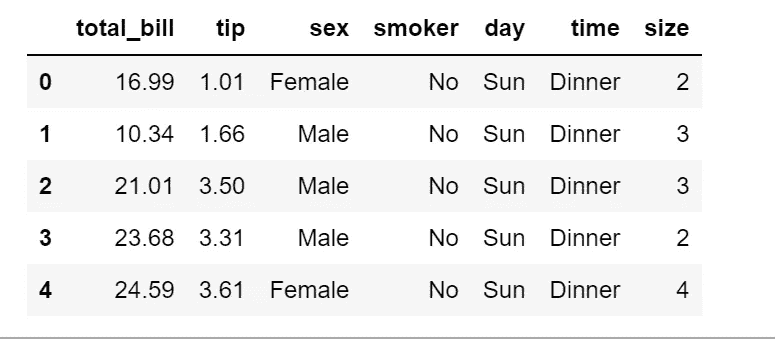 total_bill tip sex smoker day time size
0 16.99 1.01 Female No Sun Dinner 2
1 10.34 1.66 Male No Sun Dinner 3
2 21.01 3.50 Male No Sun Dinner 3
3 23.68 3.31 Male No Sun Dinner 2
4 24.59 3.61 Female No Sun Dinner 4